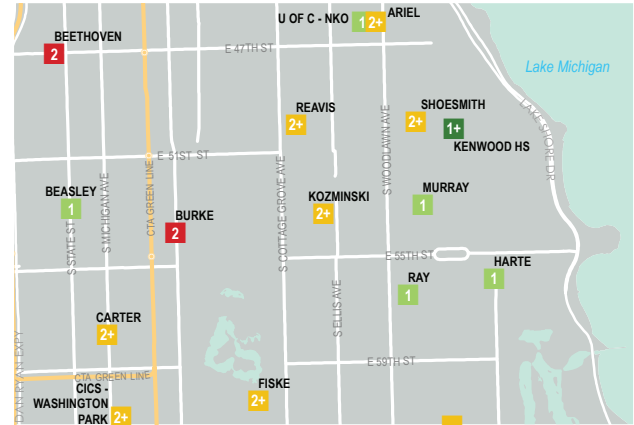 U OF C - NKO
1
2+
ARIEL
BEETHOVEN
2
E 47TH ST
Lake Michigan
REAVIS
2+
SHOESMITH
2+
1+
KENWOOD HS
LAKE SHORE DR
S WOODLAWN AVE
E 51ST ST
BEASLEY
1
S STATE ST
S MICHIGAN AVE
CTA GREEN LINE
BURKE
2
S COTTAGE GROVE AVE
KOZMINSKI
2+
MURRAY
1
E 55TH ST
HARTE
1
RAY
1
S ELLIS AVE
CARTER
2+
DAN RYAN EXPY
CTA GREEN LINE
E 59TH ST
CICS -
WASHINGTON
PARK
2+
FISKE
2+